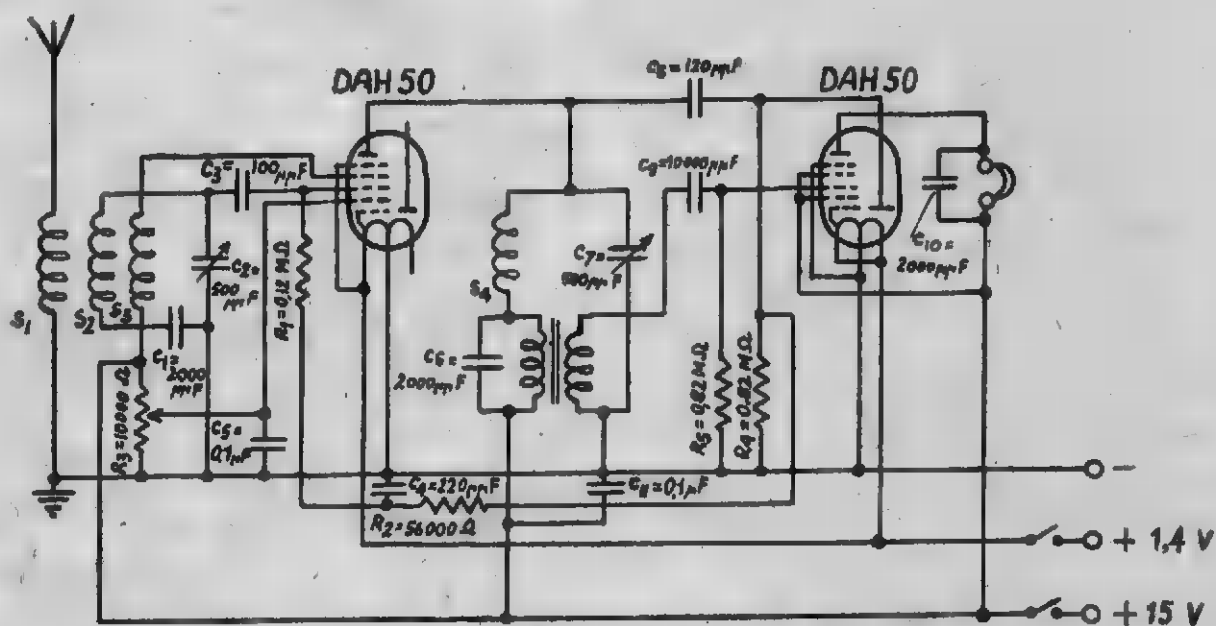 DAH 50
C8 = 120 μμF
DAH 50
C3 =
100 μμF
C9 = 10000 μμF
C2 =
500
μμF
C7 =
500 μμF
C10 =
2000 μμF
S1
S2
S3
S4
R1 = 0,12 MΩ
C1 =
2000
μμF
C6 =
2000 μμF
R3 = 10000 Ω
C5 =
0,1 μF
R5 = 0,82 MΩ
R4 = 0.82 MΩ
−
C4 = 220 μμF
C11 = 0,1 μF
R2 = 56000 Ω
+ 1,4 V
+ 15 V